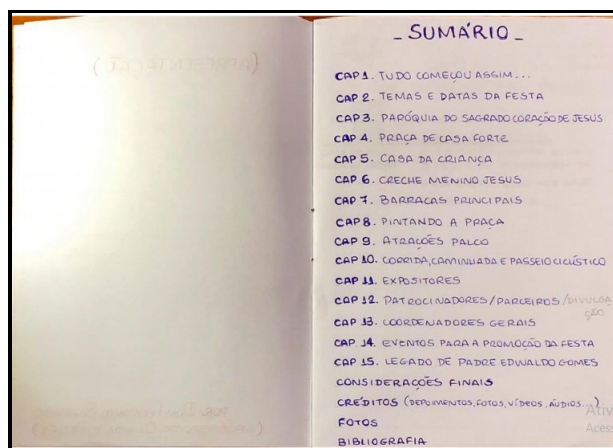 (APRESENTAÇÃO)
_ SUMÁRIO _
CAP 1. TUDO COMEÇOU ASSIM...
CAP 2. TEMAS E DATAS DA FESTA
CAP 3. PARÓQUIA DO SAGRADO CORAÇÃO DE JESUS
CAP 4. PRAÇA DE CASA FORTE
CAP 5. CASA DA CRIANÇA
CAP 6. CRECHE MENINO JESUS
CAP 7. BARRACAS PRINCIPAIS
CAP 8. PINTANDO A PRAÇA
CAP 9. ATRAÇÕES PALCO
CAP 10. CORRIDA, CAMINHADA E PASSEIO CICLÍSTICO
CAP 11. EXPOSITORES
CAP 12. PATROCINADORES/PARCEIROS/DIVULGA
ÇÃO
CAP 13. COORDENADORES GERAIS
CAP. 14. EVENTOS PARA A PROMOÇÃO DA FESTA
CAP 15. LEGADO DE PADRE EDWALDO GOMES
CONSIDERAÇÕES FINAIS
CRÉDITOS (DEPOIMENTOS, FOTOS, VÍDEOS, ÁUDIOS...)
FOTOS
BIBLIOGRAFIA